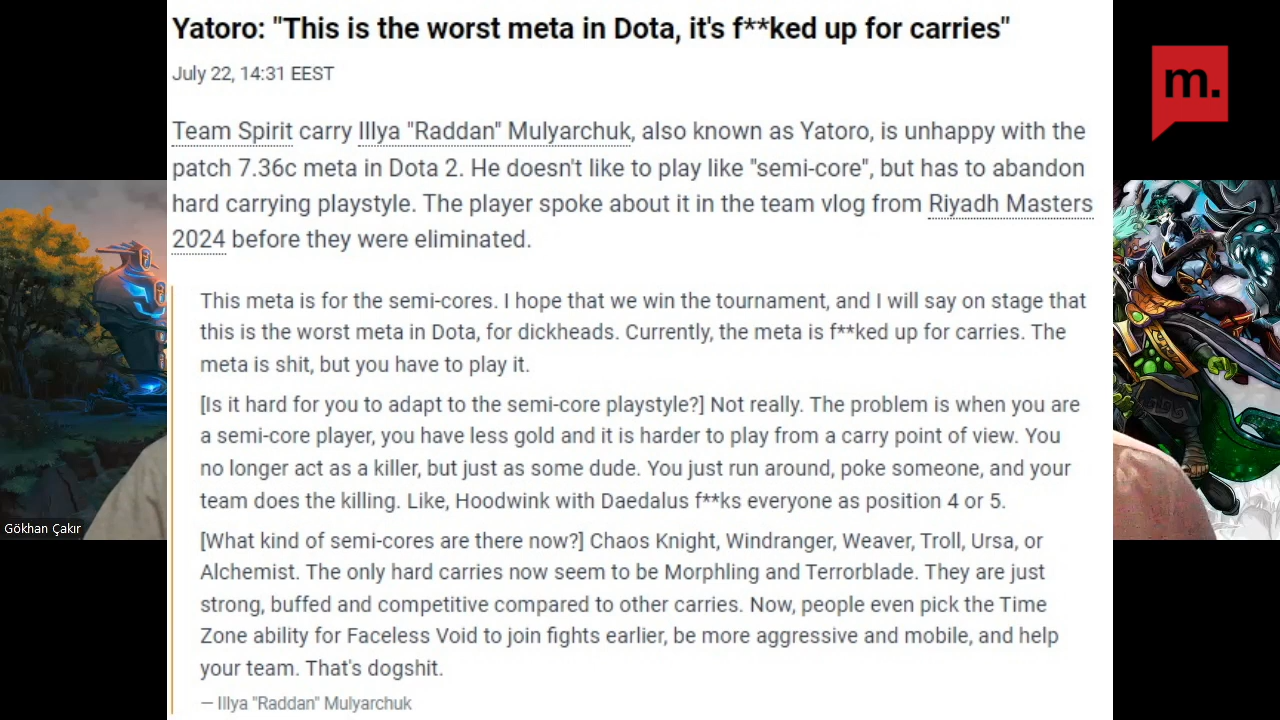 Yatoro: "This is the worst meta in Dota, it's f**ked up for carries"
July 22, 14:31 EEST
m.
Team Spirit carry Illya "Raddan" Mulyarchuk, also known as Yatoro, is unhappy with the
patch 7.36c meta in Dota 2. He doesn't like to play like "semi-core", but has to abandon
hard carrying playstyle. The player spoke about it in the team vlog from Riyadh Masters
2024 before they were eliminated.
This meta is for the semi-cores. I hope that we win the tournament, and I will say on stage that
this is the worst meta in Dota, for dickheads. Currently, the meta is f**ked up for carries. The
meta is shit, but you have to play it.
[Is it hard for you to adapt to the semi-core playstyle?] Not really. The problem is when you are
a semi-core player, you have less gold and it is harder to play from a carry point of view. You
no longer act as a killer, but just as some dude. You just run around, poke someone, and your
team does the killing. Like, Hoodwink with Daedalus f**ks everyone as position 4 or 5.
[What kind of semi-cores are there now?] Chaos Knight, Windranger, Weaver, Troll, Ursa, or
Alchemist. The only hard carries now seem to be Morphling and Terrorblade. They are just
strong, buffed and competitive compared to other carries. Now, people even pick the Time
Zone ability for Faceless Void to join fights earlier, be more aggressive and mobile, and help
your team. That's dogshit.
— Illya "Raddan" Mulyarchuk
Gökhan Çakır